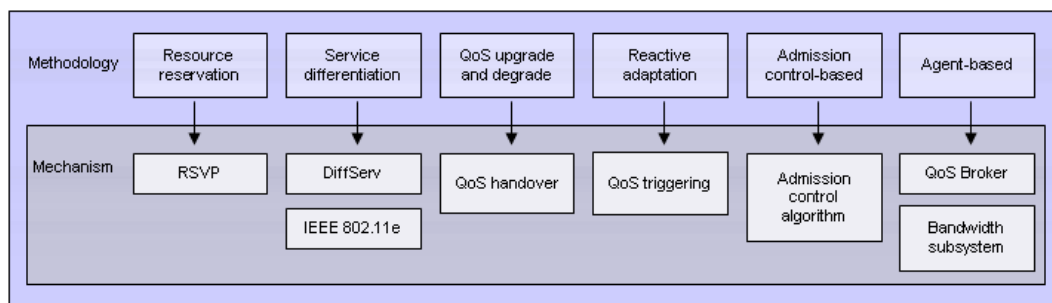 Methodology
Resource
reservation
Service
differentiation
QoS upgrade
and degrade
Reactive
adaptation
Admission
control-based
Agent-based
Mechanism
RSVP
DiffServ
IEEE 802.11e
QoS handover
QoS triggering
Admission
control
algorithm
QoS Broker
Bandwidth
subsystem